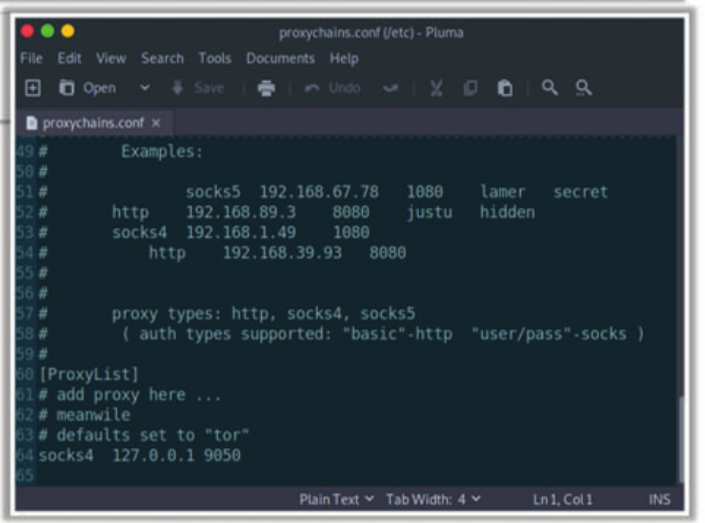 proxychains.conf (/etc) - Pluma
File Edit View Search Tools Documents Help
Open Save Undo
proxychains.conf ×
49 # Examples:
50 #
51 # socks5 192.168.67.78 1080 lamer secret
52 # http 192.168.89.3 8080 justu hidden
53 # socks4 192.168.1.49 1080
54 # http 192.168.39.93 8080
55 #
56 #
57 # proxy types: http, socks4, socks5
58 # ( auth types supported: "basic"-http "user/pass"-socks )
59 #
60 [ProxyList]
61 # add proxy here ...
62 # meanwile
63 # defaults set to "tor"
64 socks4 127.0.0.1 9050
65
Plain Text Tab Width: 4 Ln 1, Col 1 INS